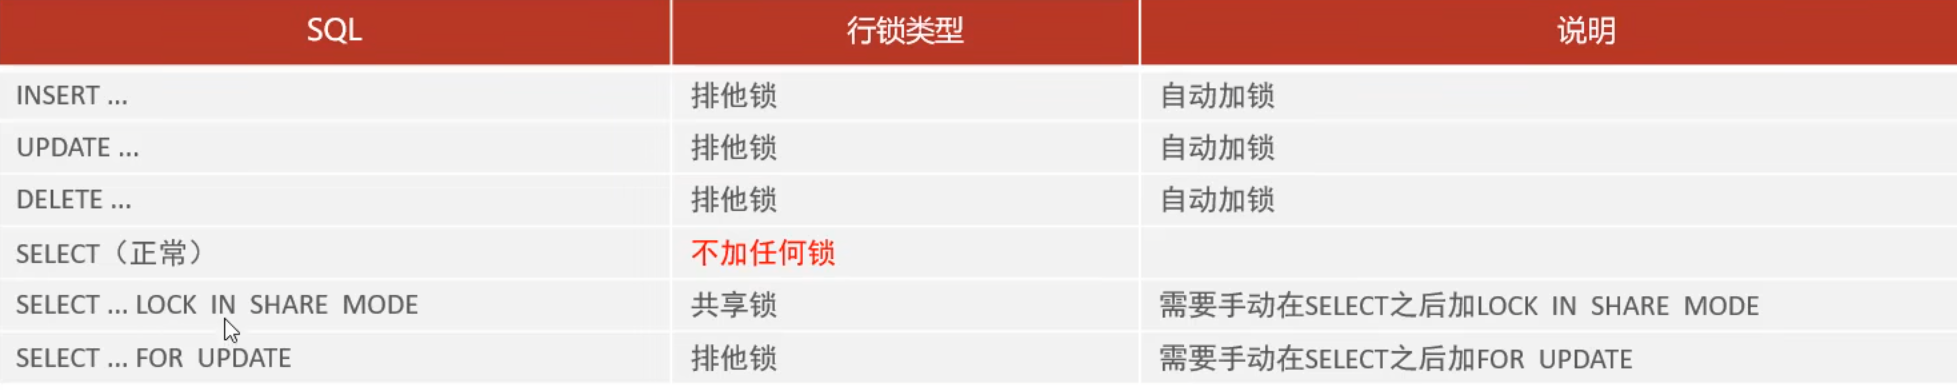 SQL 行锁类型 说明
INSERT ... 排他锁 自动加锁
UPDATE ... 排他锁 自动加锁
DELETE ... 排他锁 自动加锁
SELECT（正常） 不加任何锁
SELECT ... LOCK IN SHARE MODE 共享锁 需要手动在SELECT之后加LOCK IN SHARE MODE
SELECT ... FOR UPDATE 排他锁 需要手动在SELECT之后加FOR UPDATE